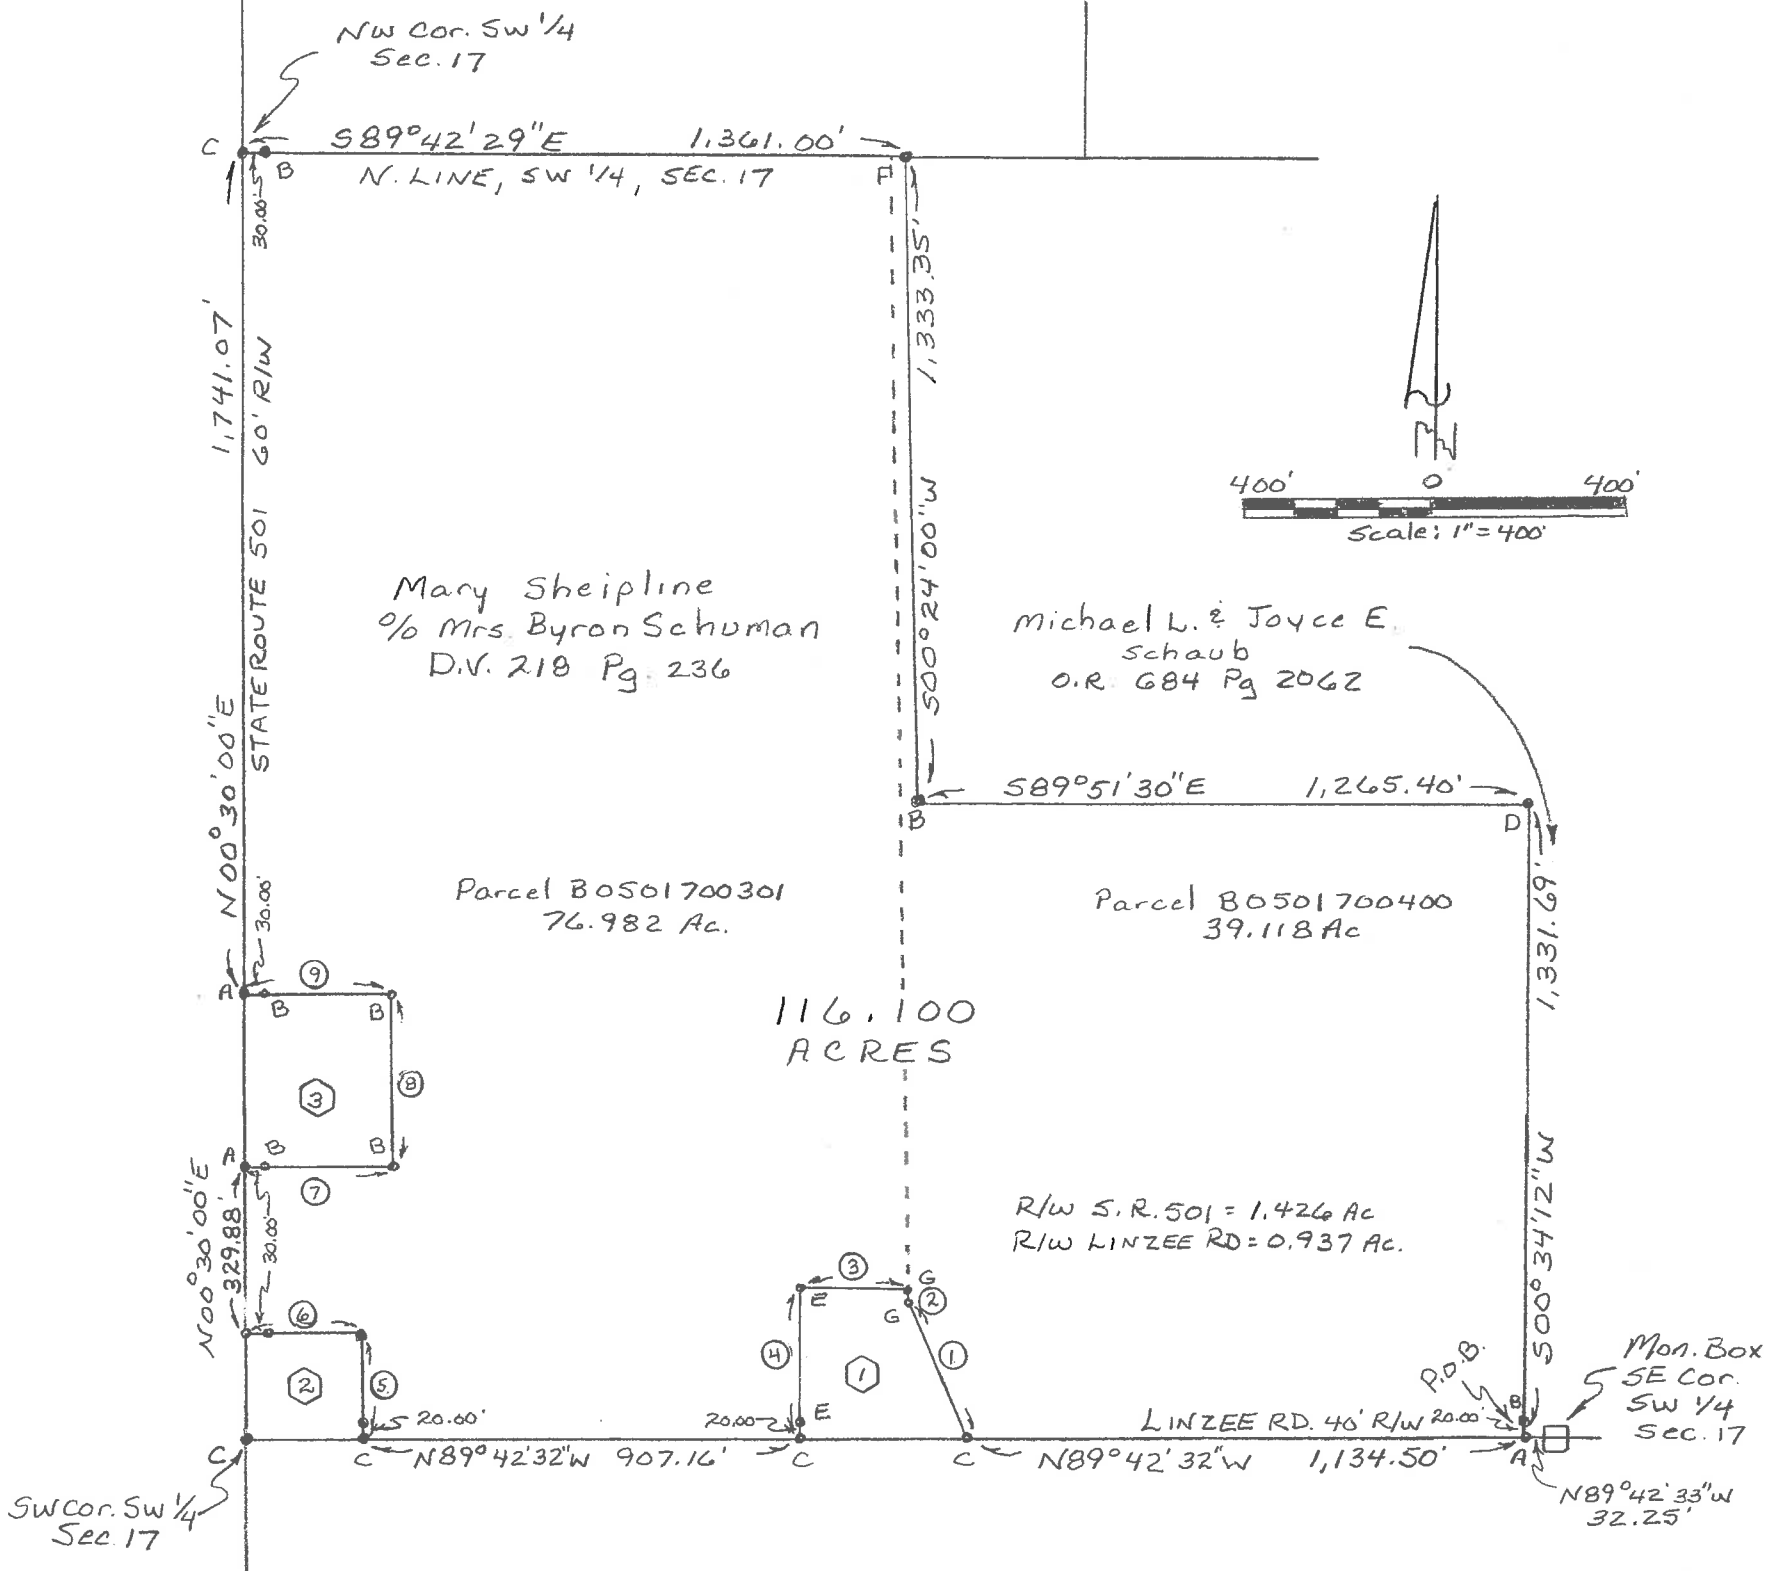 NW Cor. SW 1/4
Sec. 17
C
S89°42'29"E 1,361.00'
B
N. LINE, SW 1/4, SEC. 17
F
30.00'
1,741.07'
N00°30'00"E
STATE ROUTE 501 60' R/W
1,333.35'
S00°24'00"W
N
400' 0 400'
Scale: 1"=400'
Mary Sheipline
% Mrs. Byron Schuman
D.V. 218 Pg. 236
Michael L. & Joyce E.
Schaub
O.R. 684 Pg 2062
S89°51'30"E 1,265.40'
B
D
Parcel B0501700301
76.982 Ac.
Parcel B0501700400
39.118 Ac
1,331.69'
S00°34'12"W
30.00'
A
9
B
B
116.100
ACRES
3
8
A
B
B
7
N00°30'00"E
329.88'
30.00'
R/W S.R. 501 = 1.426 Ac
R/W LINZEE RD = 0.937 Ac.
3
G
E
2
G
6
4
1
1
2
5
P.O.B.
Mon. Box
SE Cor.
SW 1/4
Sec. 17
20.00'
20.00
E
LINZEE RD. 40' R/W 20.00'
B
C
C
N89°42'32"W 907.16'
C
C
N89°42'32"W 1,134.50'
A
N89°42'33"W
32.25'
SW Cor. SW 1/4
Sec. 17